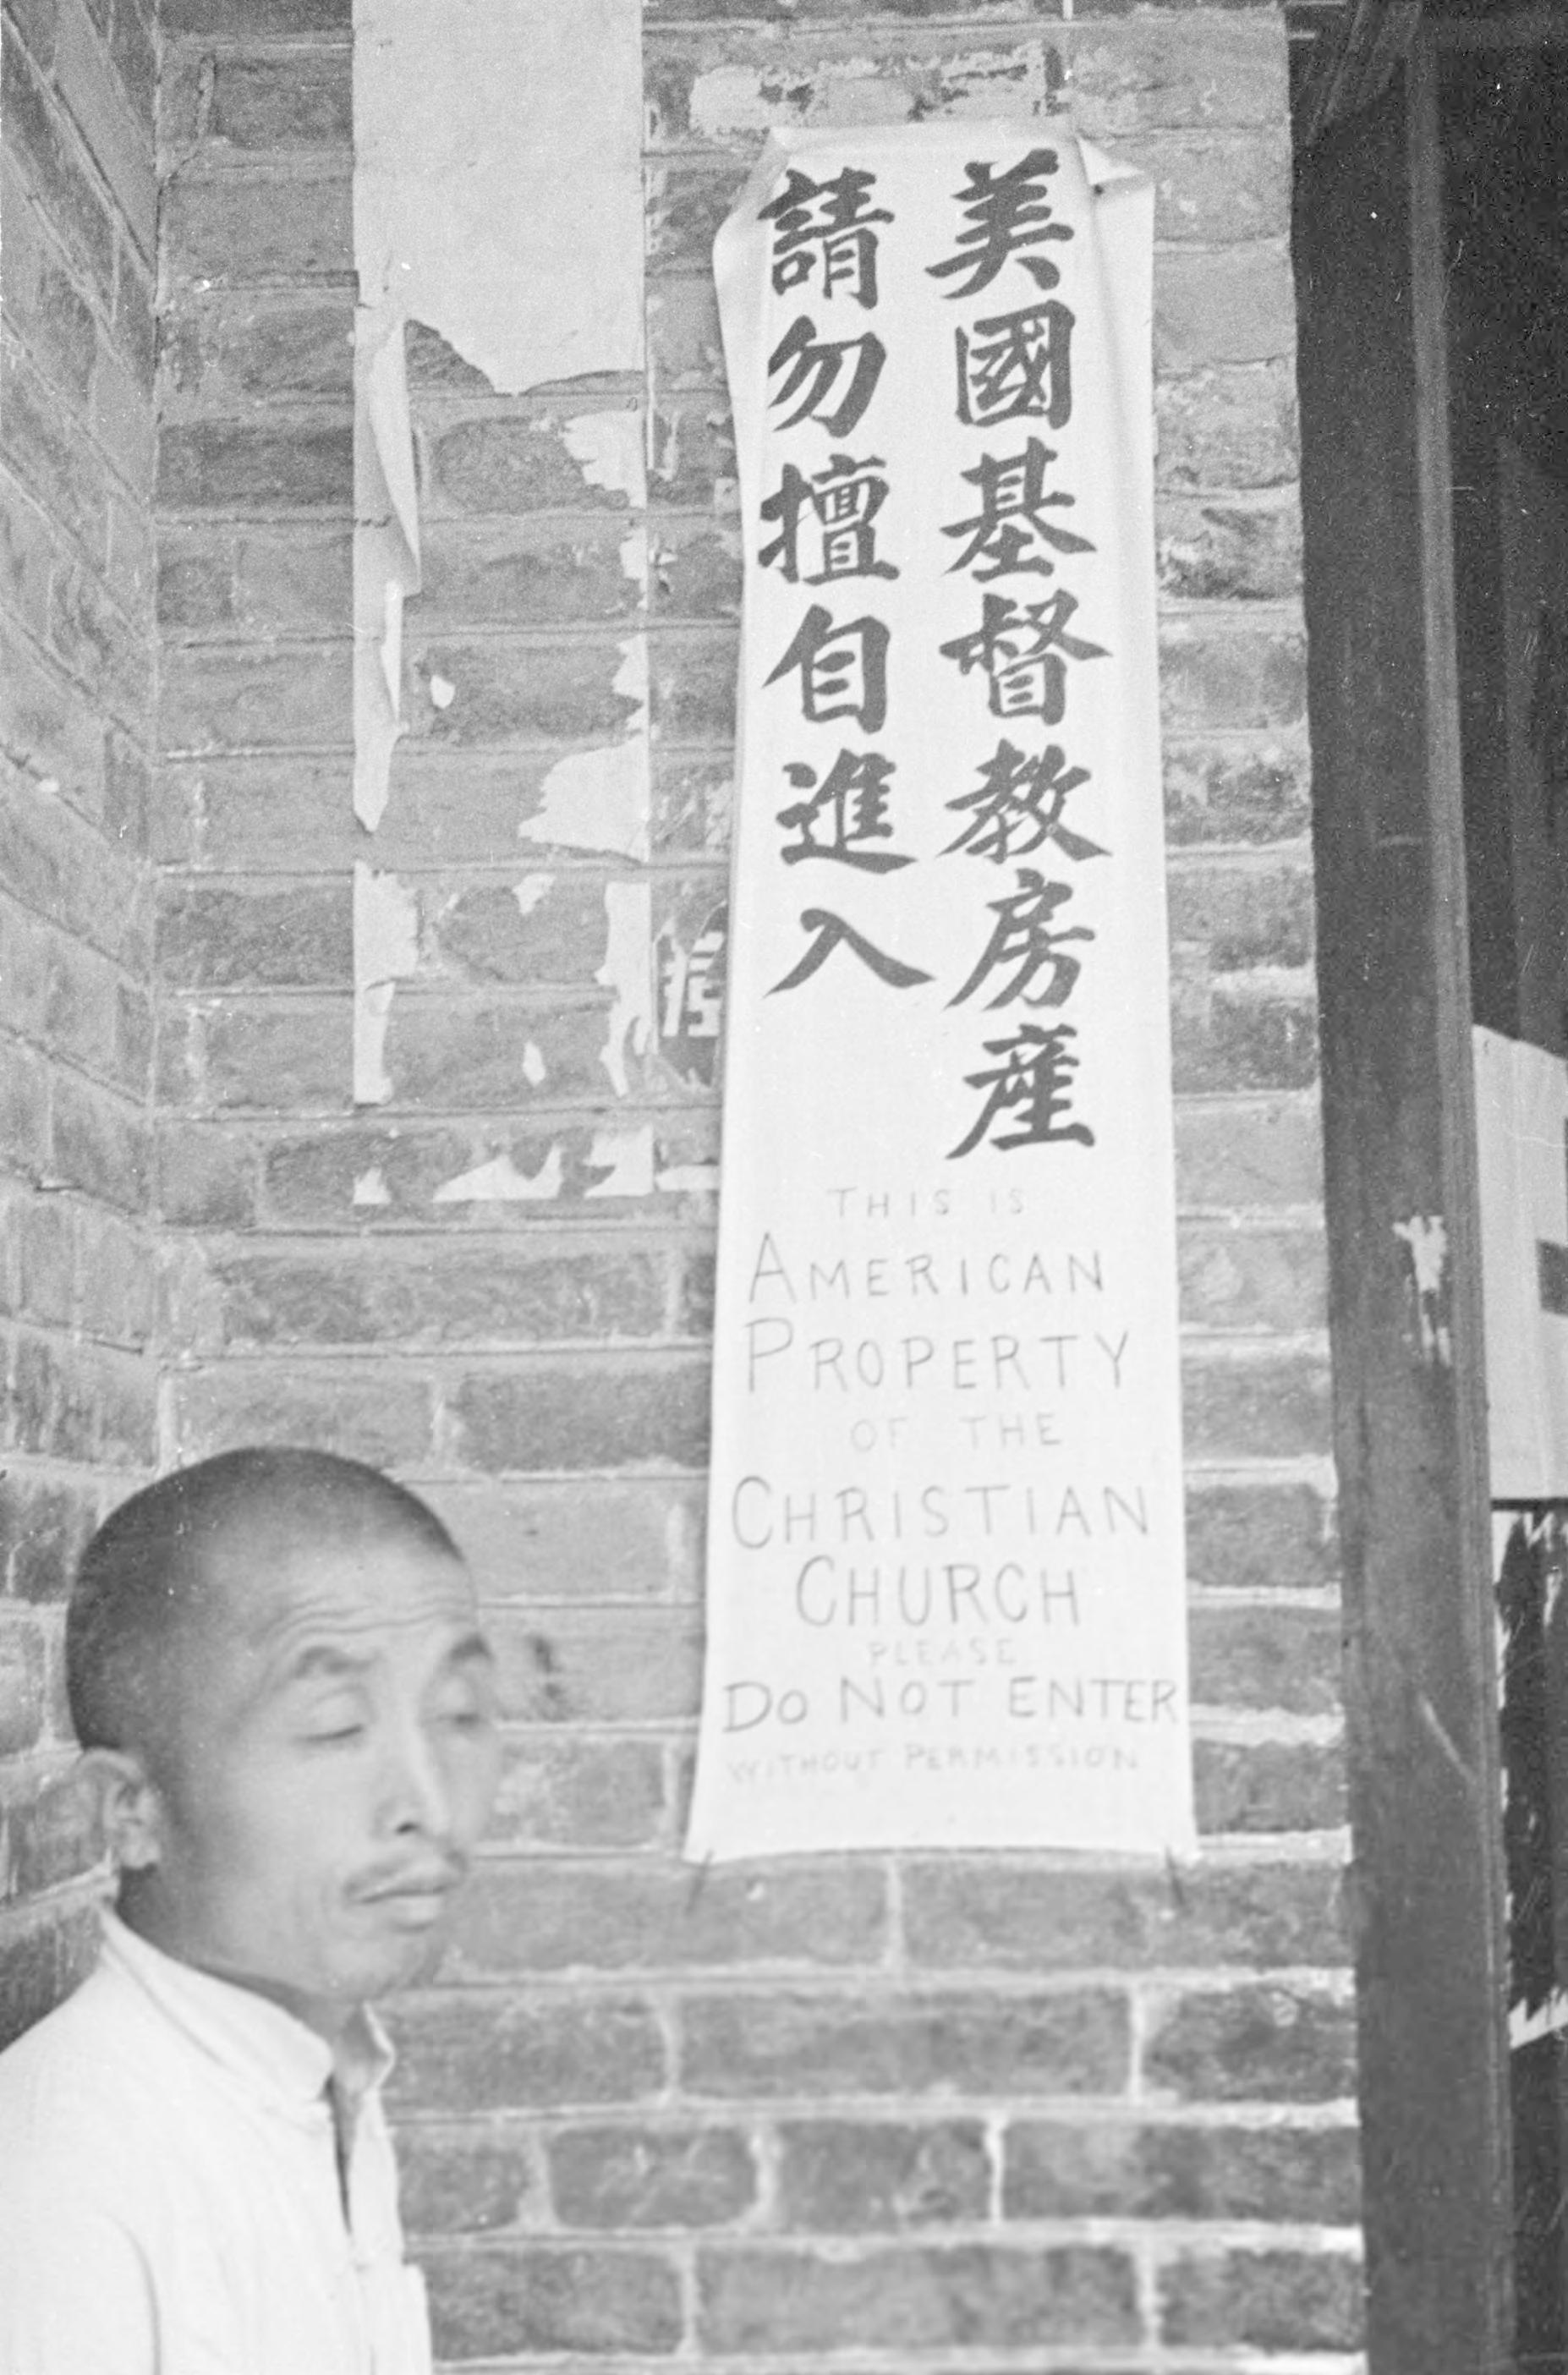 美國基督教房產
請勿擅自進入
THIS IS
AMERICAN
PROPERTY
OF THE
CHRISTIAN
CHURCH
PLEASE
DO NOT ENTER
WITHOUT PERMISSION